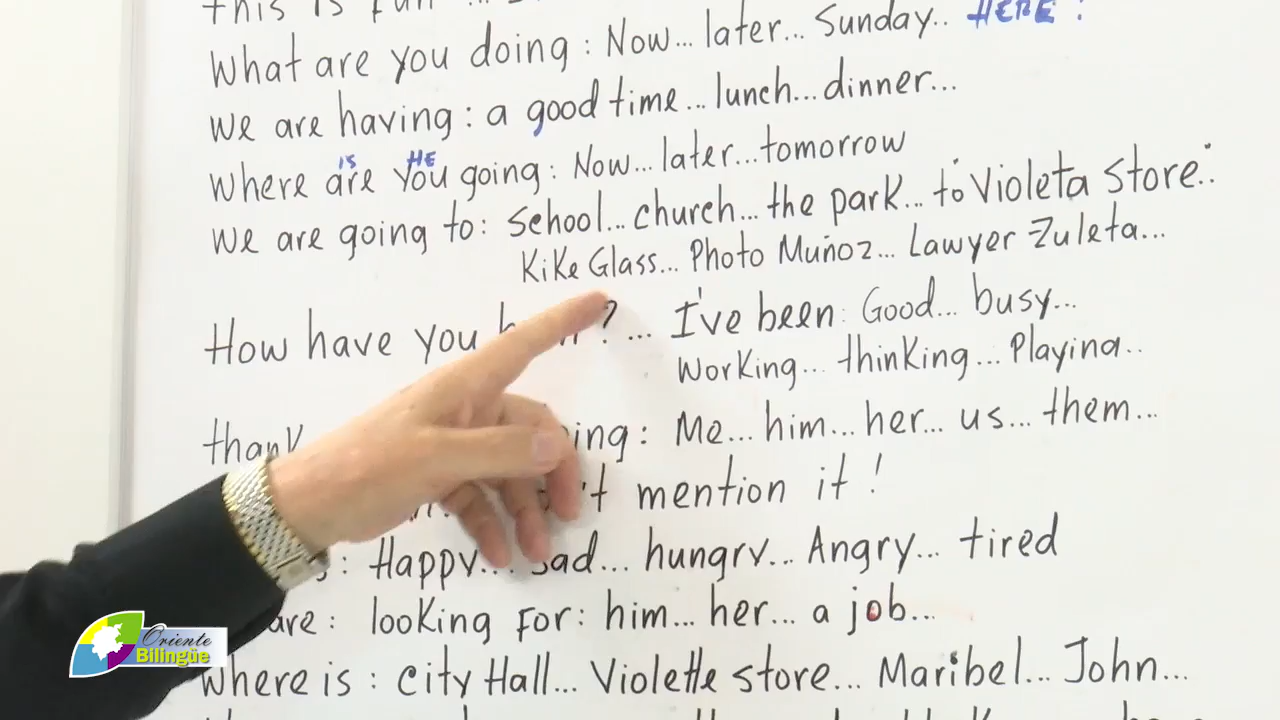 this is fun ...
What are you doing : Now... later... Sunday.. HERE !
We are having : a good time... lunch... dinner...
IS HE
Where are you going : Now... later... tomorrow
We are going to : School... church... the park... to Violeta store..
KiKe Glass... Photo Muñoz... Lawyer Zuleta...
How have you ? ... I've been : Good... busy...
Working... thinking... Playing..
thank ing : Me... him... her... us... them...
't mention it !
: Happy... sad... hungry... Angry... tired
are : looking for : him... her... a job...
Where is : City Hall... Violette store... Maribel... John...
Oriente
Bilingüe